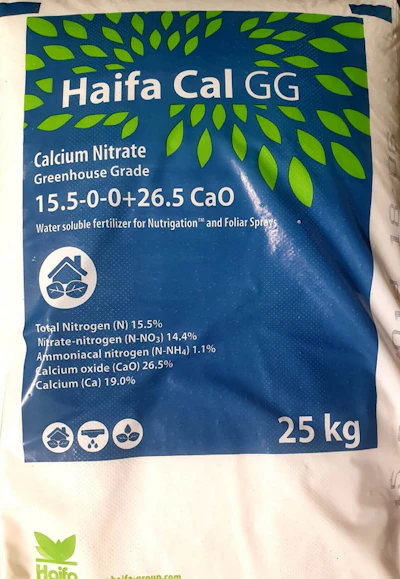 Haifa Cal GG
Calcium Nitrate
Greenhouse Grade
15.5-0-0+26.5 CaO
Water soluble fertilizer for Nutrigation™ and Foliar Sprays
Total Nitrogen (N) 15.5%
Nitrate-nitrogen (N-NO₃) 14.4%
Ammoniacal nitrogen (N-NH₄) 1.1%
Calcium oxide (CaO) 26.5%
Calcium (Ca) 19.0%
25 kg
Haifa
haifa-group.com